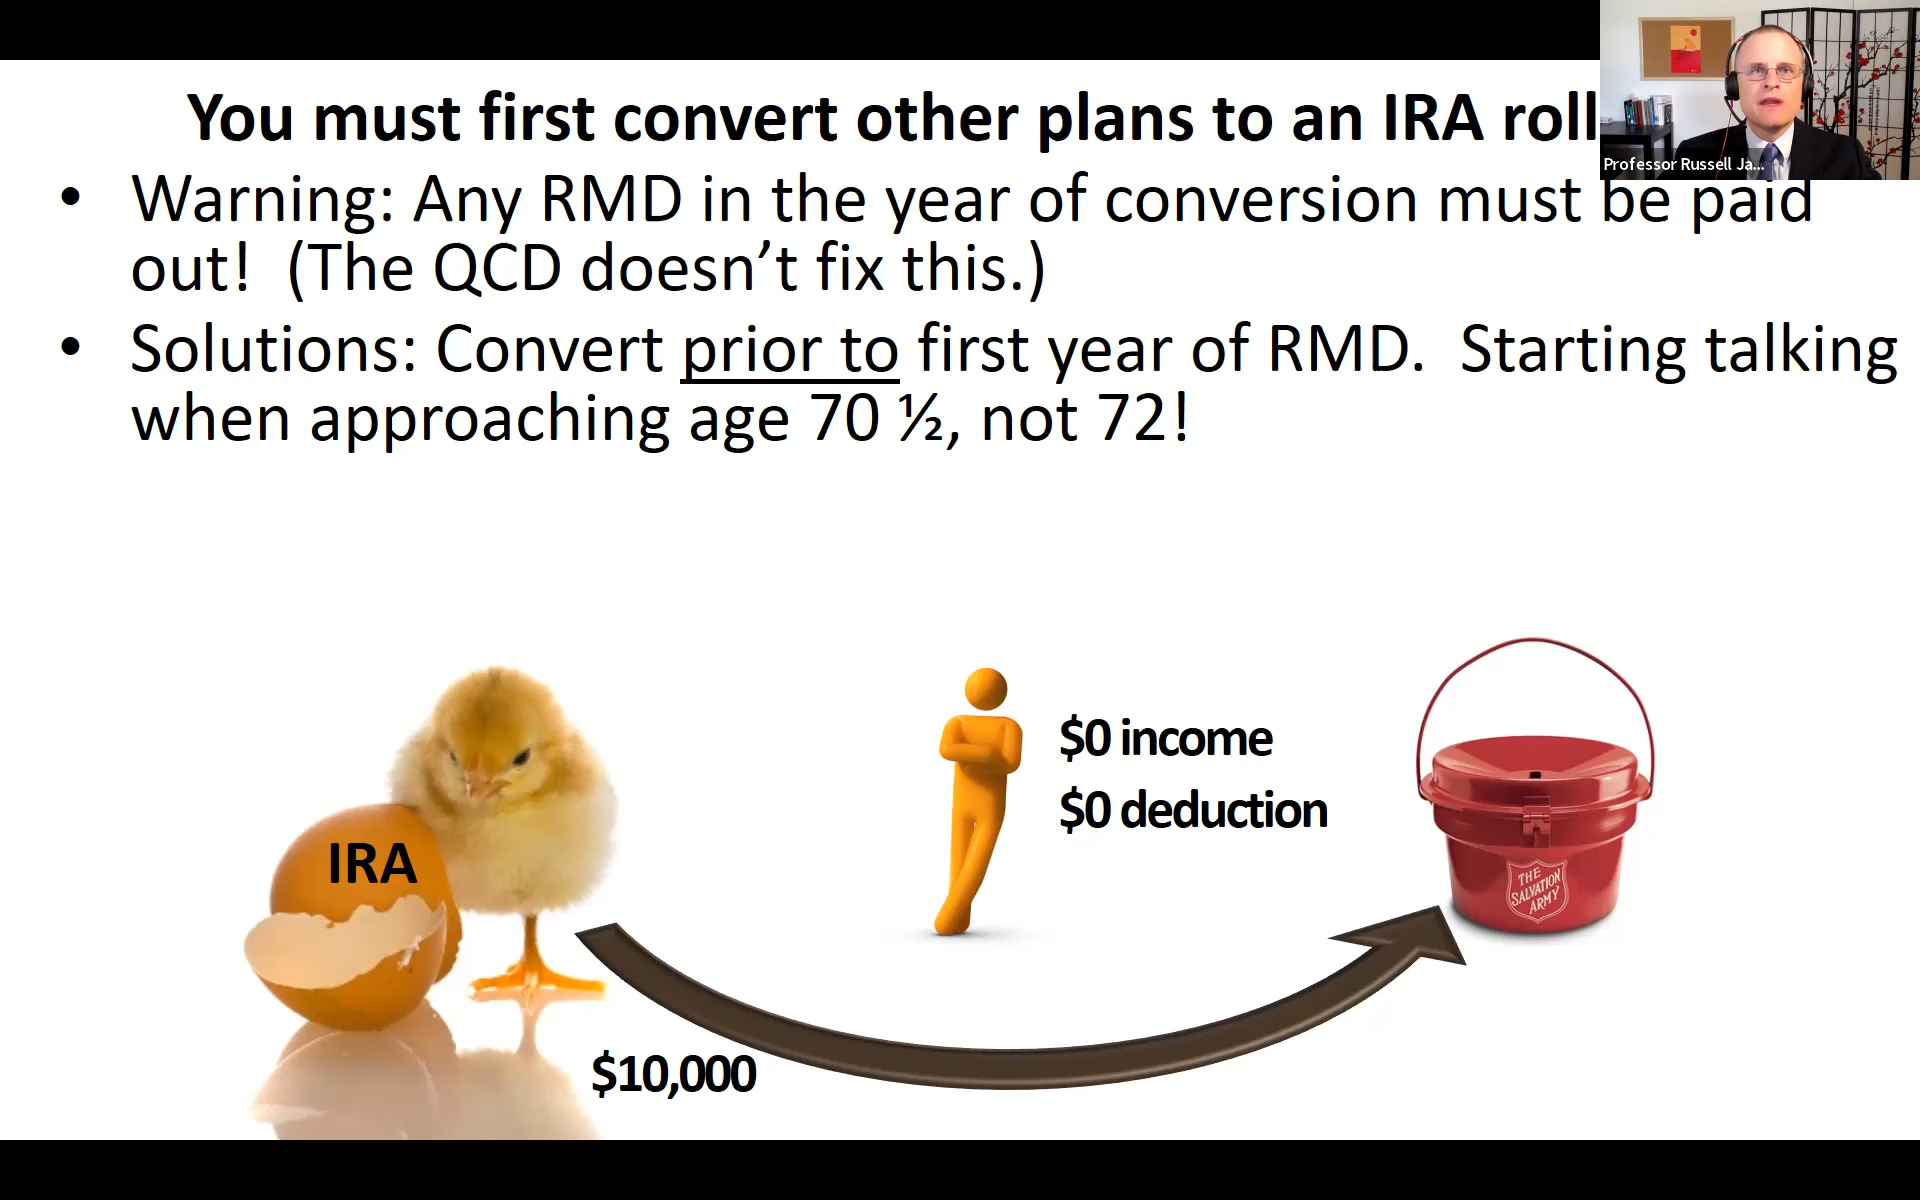 You must first convert other plans to an IRA roll
Professor Russell Ja...
• Warning: Any RMD in the year of conversion must be paid
out!  (The QCD doesn’t fix this.)
• Solutions: Convert prior to first year of RMD.  Starting talking
when approaching age 70 ½, not 72!
$0 income
$0 deduction
IRA
THE
SALVATION
ARMY
$10,000